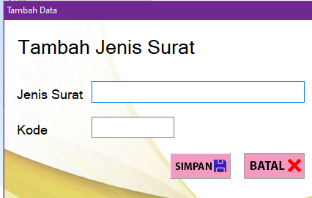 Tambah Data
Tambah Jenis Surat
Jenis Surat
Kode
SIMPAN BATAL